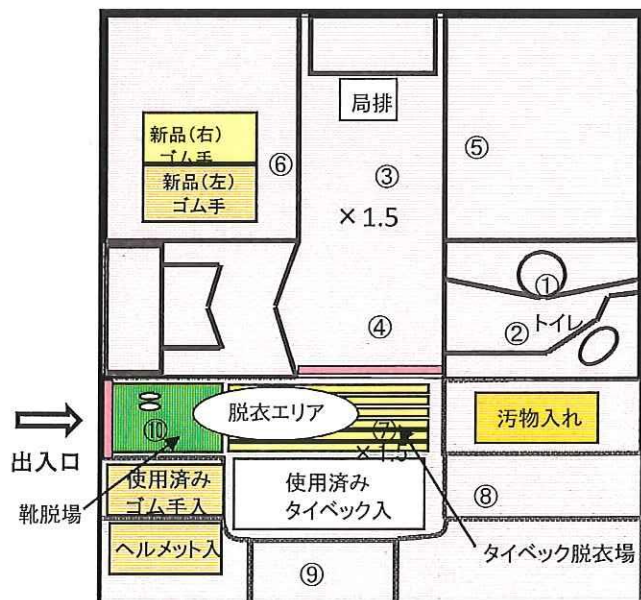 局排
新品(右)
ゴム手
新品(左)
ゴム手
⑥
③
×1.5
⑤
①
②
トイレ
④
出入口
⑩
脱衣エリア
⑦
×1.5
汚物入れ
靴脱場
使用済み
ゴム手入
使用済み
タイベック入
⑧
ヘルメット入
⑨
タイベック脱衣場